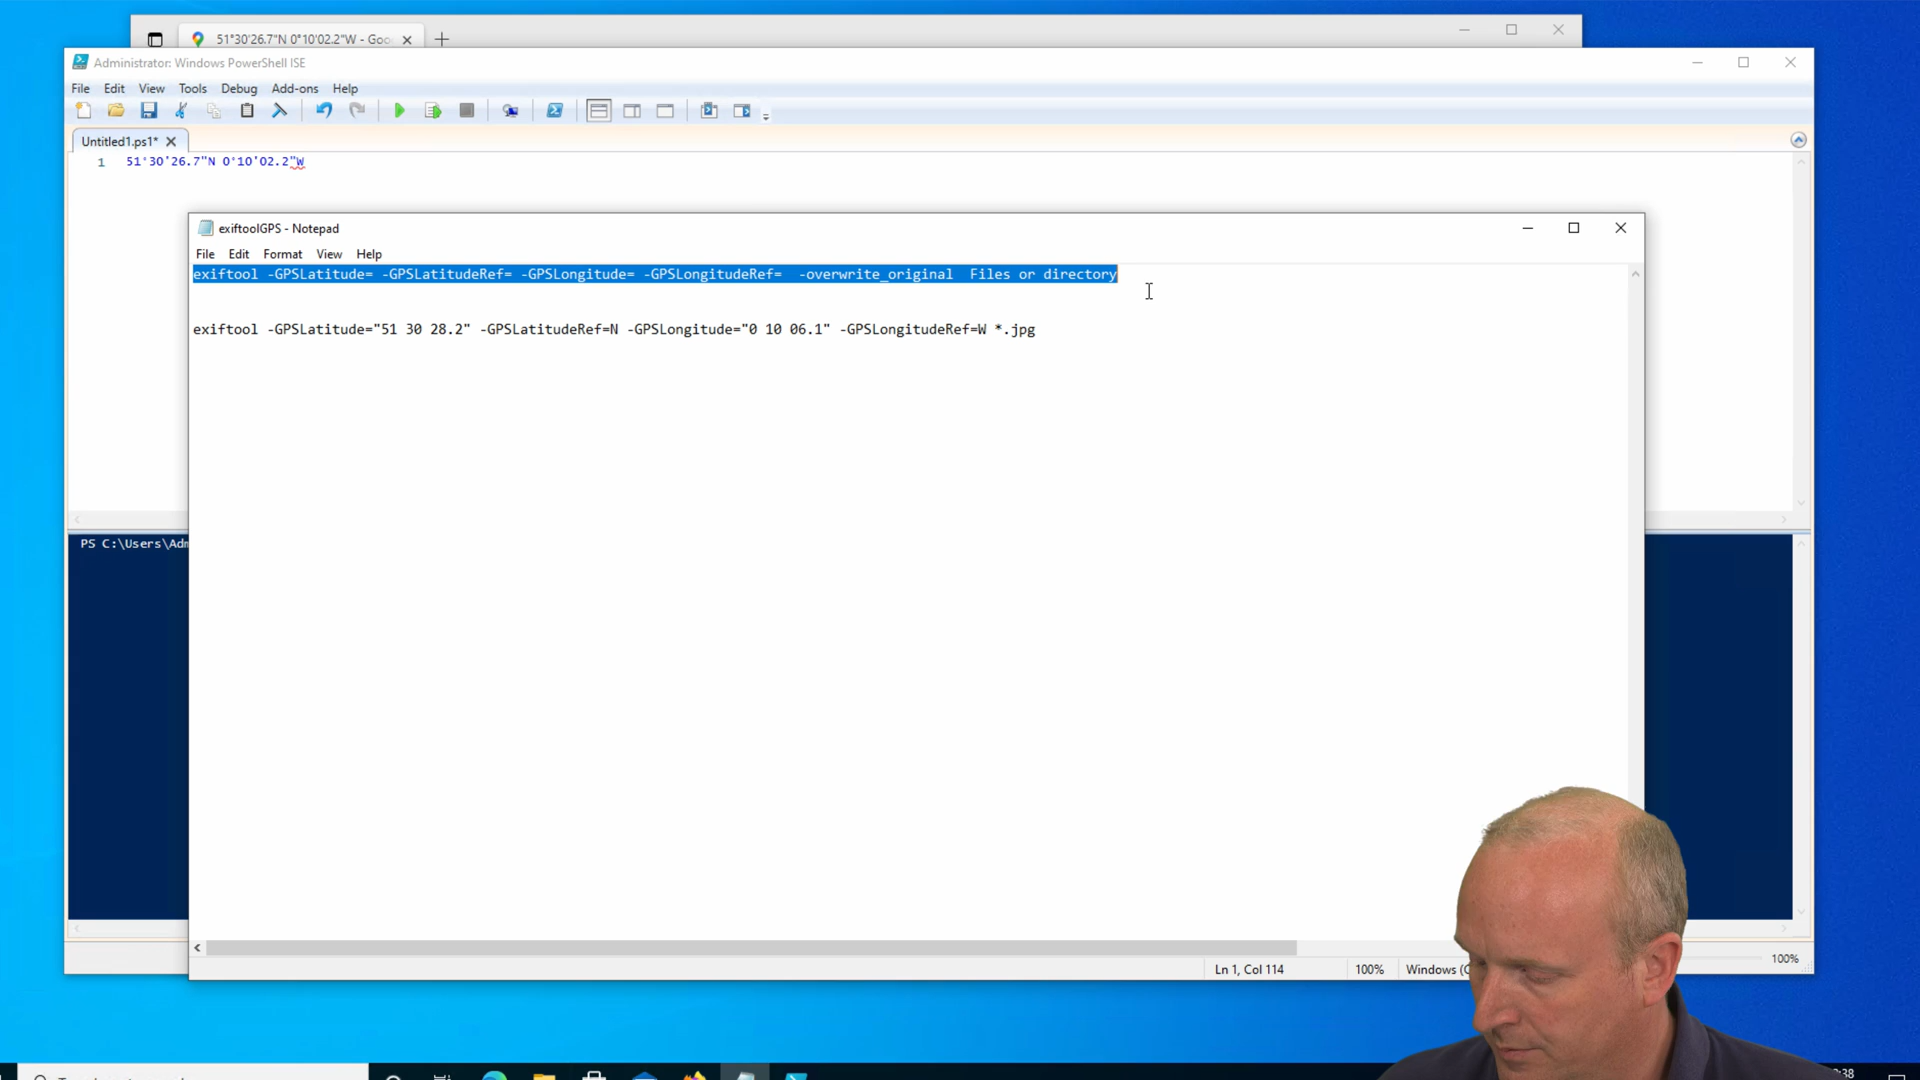 51°30'26.7"N 0°10'02.2"W - Goo
Administrator: Windows PowerShell ISE
File Edit View Tools Debug Add-ons Help
Untitled1.ps1*
1 51°30'26.7"N 0°10'02.2"W
exiftoolGPS - Notepad
File Edit Format View Help
exiftool -GPSLatitude= -GPSLatitudeRef= -GPSLongitude= -GPSLongitudeRef=  -overwrite_original  Files or directory
exiftool -GPSLatitude="51 30 28.2" -GPSLatitudeRef=N -GPSLongitude="0 10 06.1" -GPSLongitudeRef=W *.jpg
PS C:\Users\Adm
100%
Ln 1, Col 114 100% Windows (C
:38